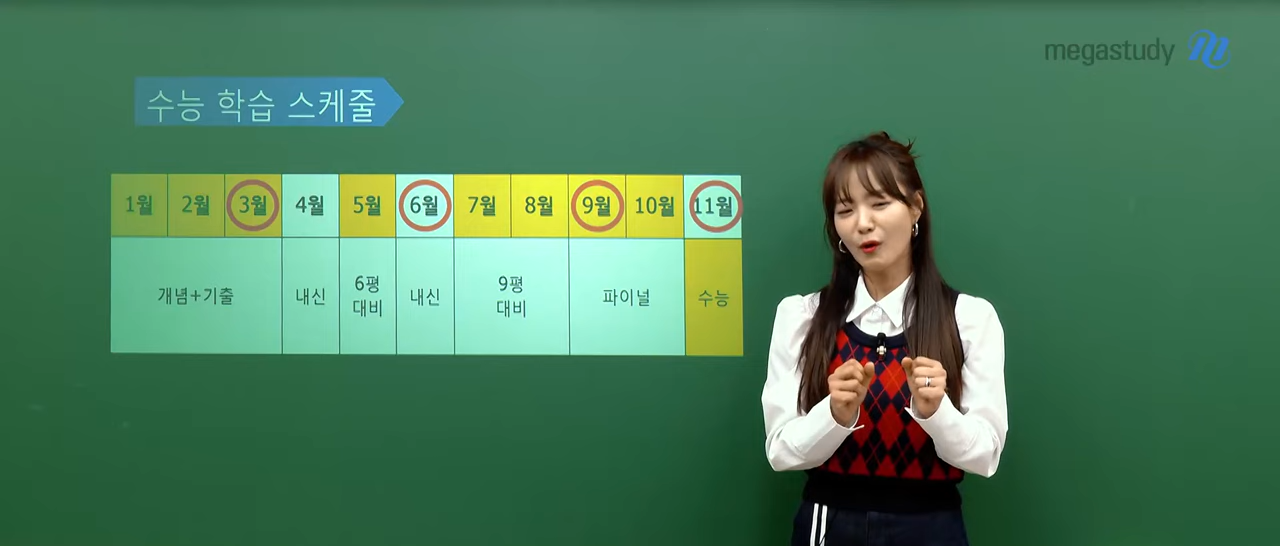 megastudy
수능 학습 스케줄
1월 2월 3월 4월 5월 6월 7월 8월 9월 10월 11월
개념+기출 내신 6평 대비 내신 9평 대비 파이널 수능